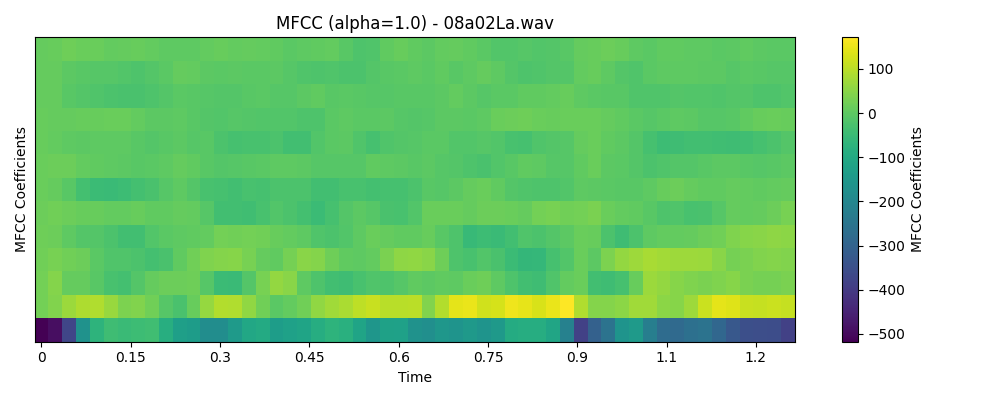 MFCC (alpha=1.0) - 08a02La.wav
MFCC Coefficients
0 0.15 0.3 0.45 0.6 0.75 0.9 1.1 1.2
Time
100
0
−100
−200
−300
−400
−500
MFCC Coefficients